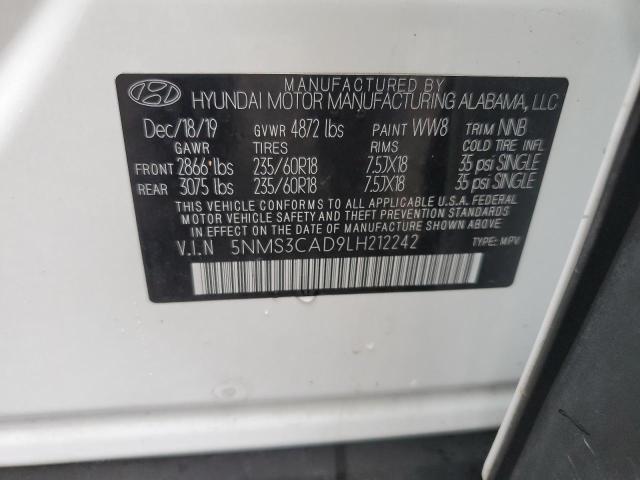 MANUFACTURED BY
HYUNDAI MOTOR MANUFACTURING ALABAMA, LLC
Dec/18/19 GVWR 4872 lbs PAINT WW8 TRIM NNB
GAWR TIRES RIMS COLD TIRE INFL
FRONT 2866 lbs 235/60R18 7.5JX18 35 psi SINGLE
REAR 3075 lbs 235/60R18 7.5JX18 35 psi SINGLE
THIS VEHICLE CONFORMS TO ALL APPLICABLE U.S.A. FEDERAL
MOTOR VEHICLE SAFETY AND BUMPER STANDARDS
IN EFFECT ON THE DATE OF MANUFACTURE SHOWN ABOVE
V.I.N 5NMS3CAD9LH212242 TYPE: MPV